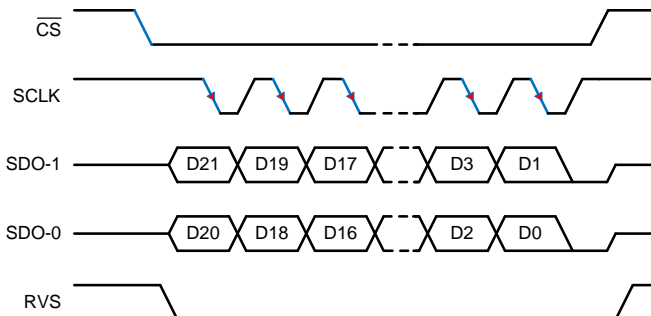 CS
SCLK
SDO-1 D21 D19 D17 D3 D1
SDO-0 D20 D18 D16 D2 D0
RVS